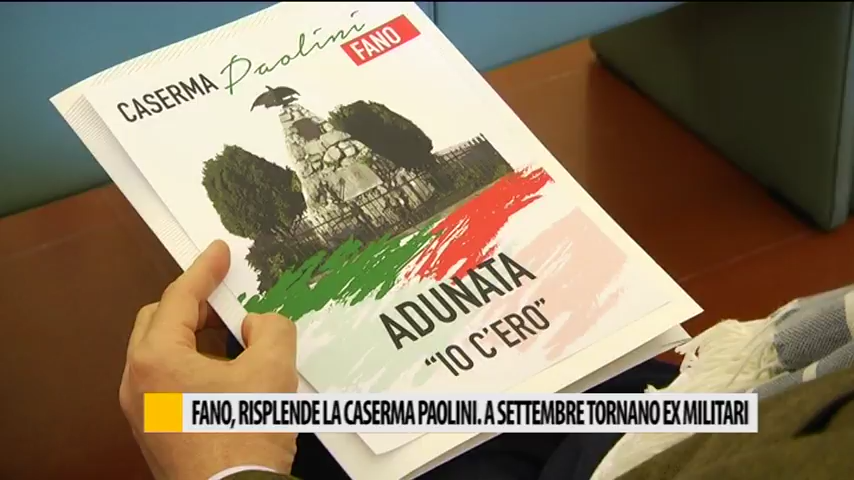 CASERMA Paolini
FANO
ADUNATA
"IO C'ERO"
FANO, RISPLENDE LA CASERMA PAOLINI. A SETTEMBRE TORNANO EX MILITARI